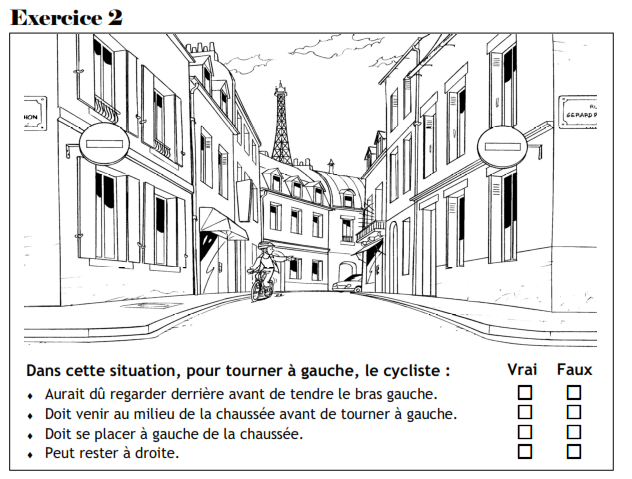 Exercice 2
HON
RU
GERARD P
Dans cette situation, pour tourner à gauche, le cycliste : Vrai Faux
♦ Aurait dû regarder derrière avant de tendre le bras gauche.
♦ Doit venir au milieu de la chaussée avant de tourner à gauche.
♦ Doit se placer à gauche de la chaussée.
♦ Peut rester à droite.